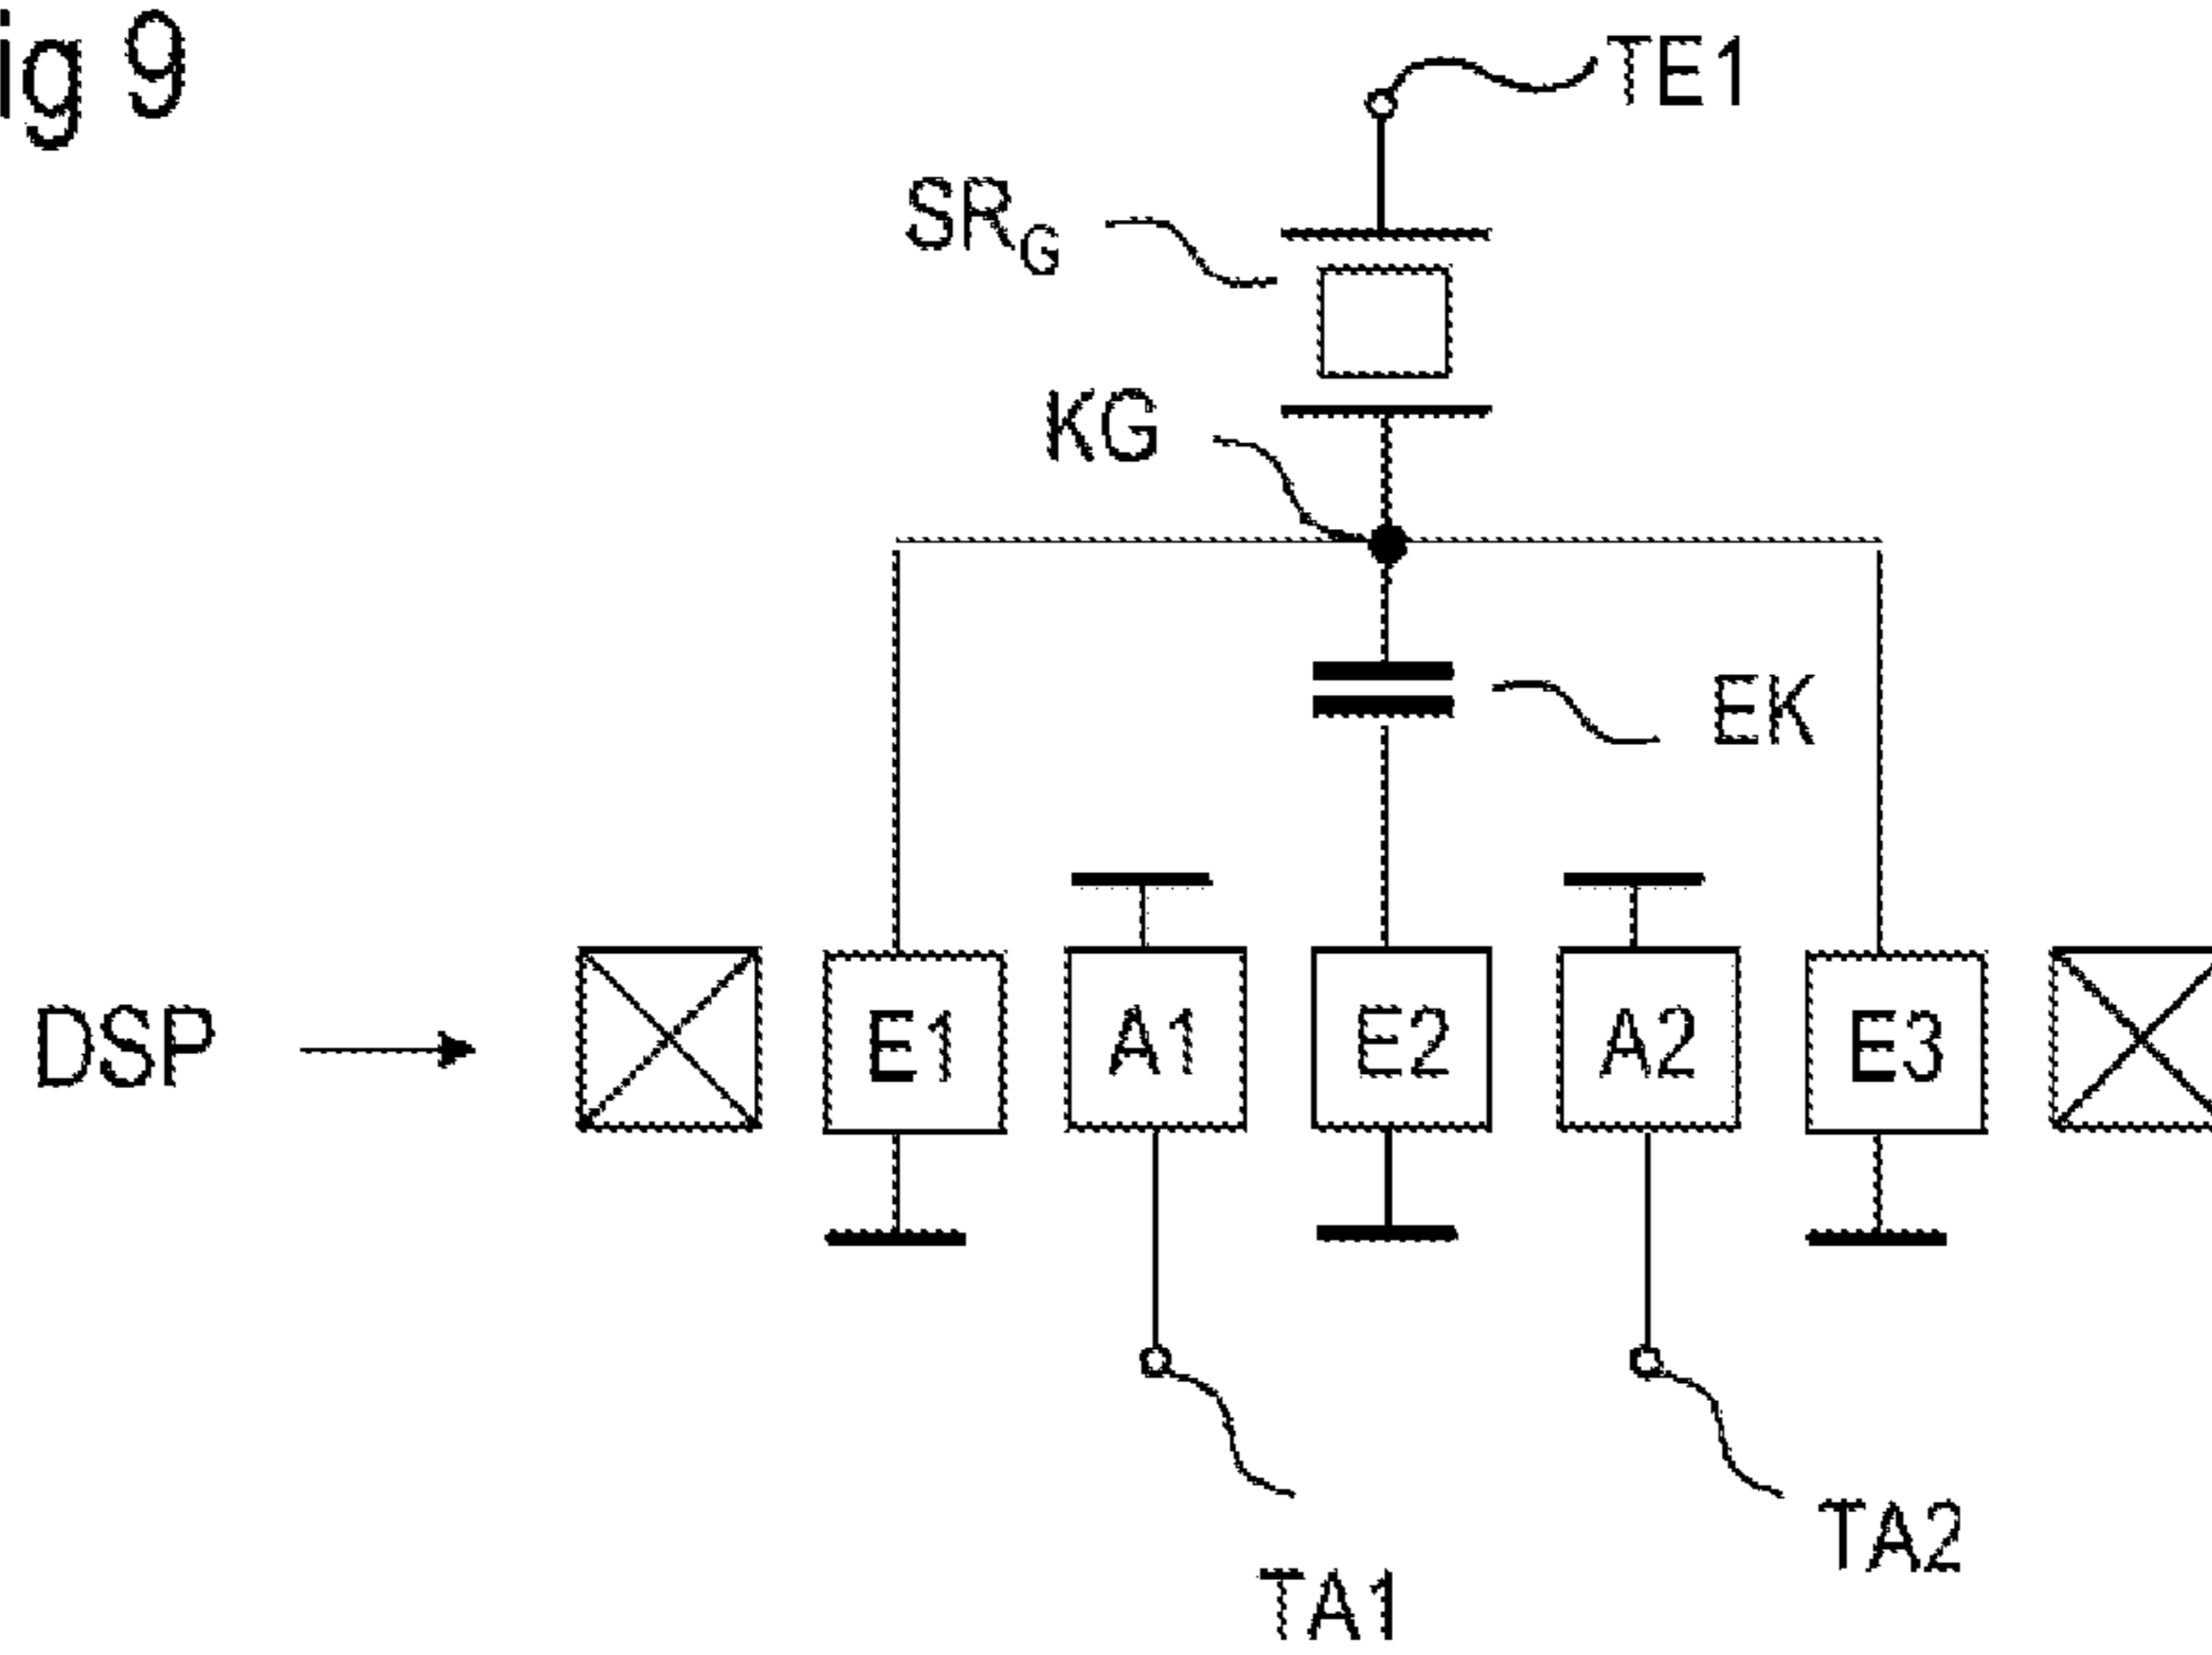 ig 9
TE1
SR_G
KG
EK
DSP
E1 A1 E2 A2 E3
TA2
TA1